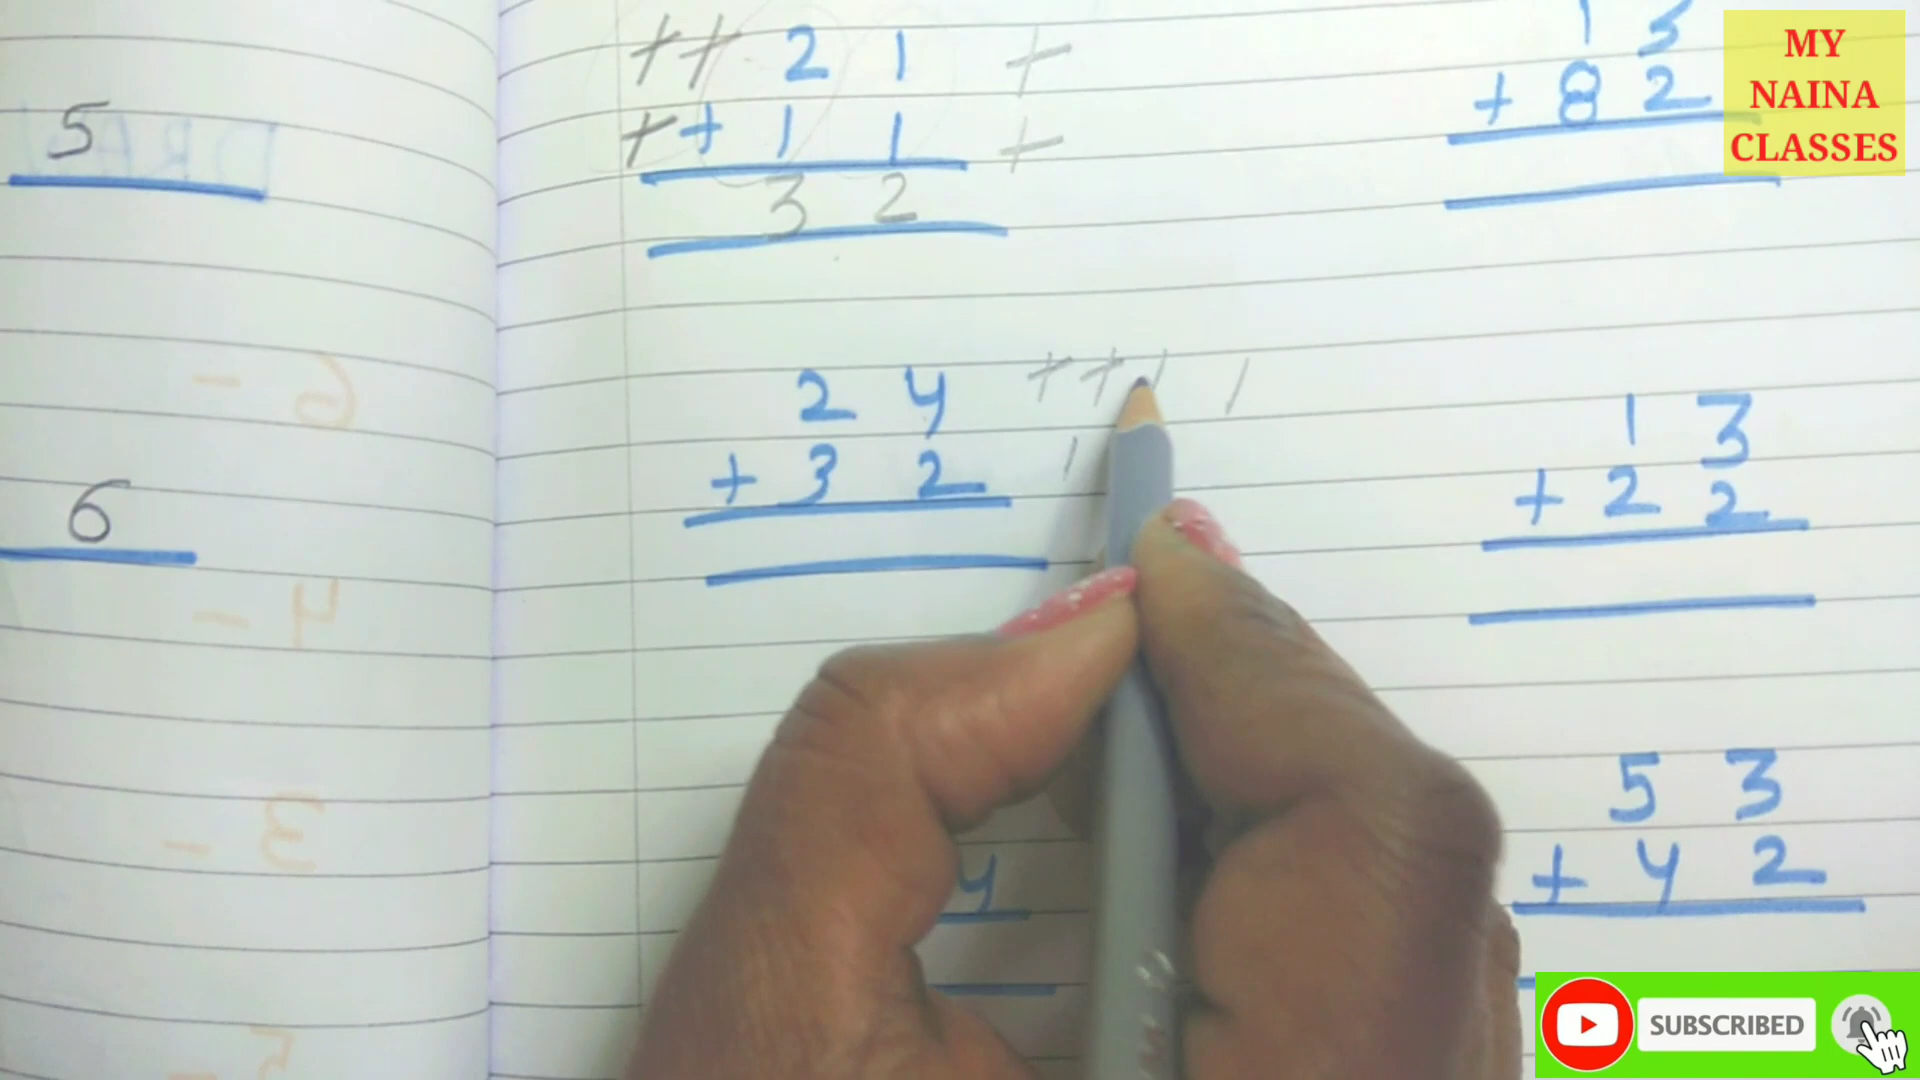 5
6
2 1
+ 1 1
3 2
2 4
+ 3 2
4
1 3
+ 8 2
1 3
+ 2 2
5 3
+ 4 2
MY
NAINA
CLASSES
SUBSCRIBED